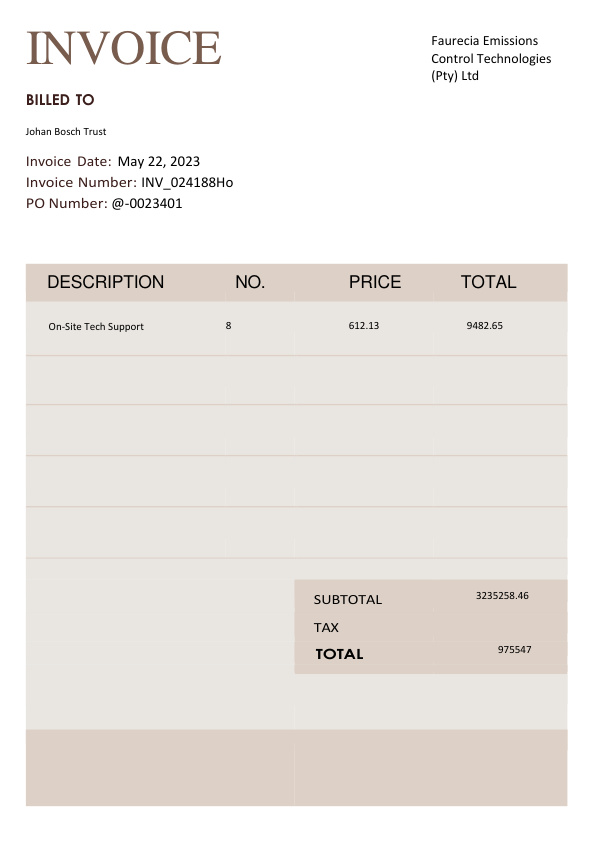 INVOICE
Faurecia Emissions
Control Technologies
(Pty) Ltd
BILLED TO
Johan Bosch Trust
Invoice Date: May 22, 2023
Invoice Number: INV_024188Ho
PO Number: @-0023401
DESCRIPTION NO. PRICE TOTAL
On-Site Tech Support 8 612.13 9482.65
SUBTOTAL 3235258.46
TAX
TOTAL 975547